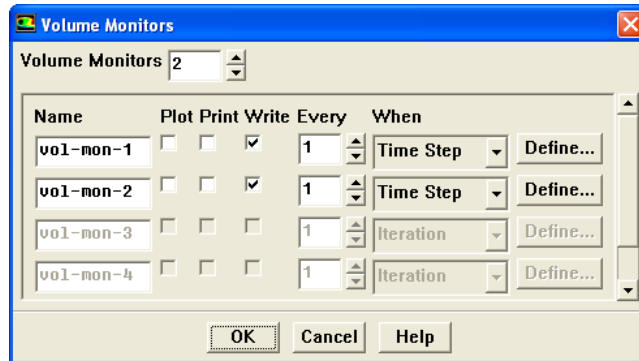 Volume Monitors
Volume Monitors 2
Name Plot Print Write Every When
vol-mon-1 1 Time Step Define...
vol-mon-2 1 Time Step Define...
vol-mon-3 1 Iteration Define...
vol-mon-4 1 Iteration Define...
OK Cancel Help